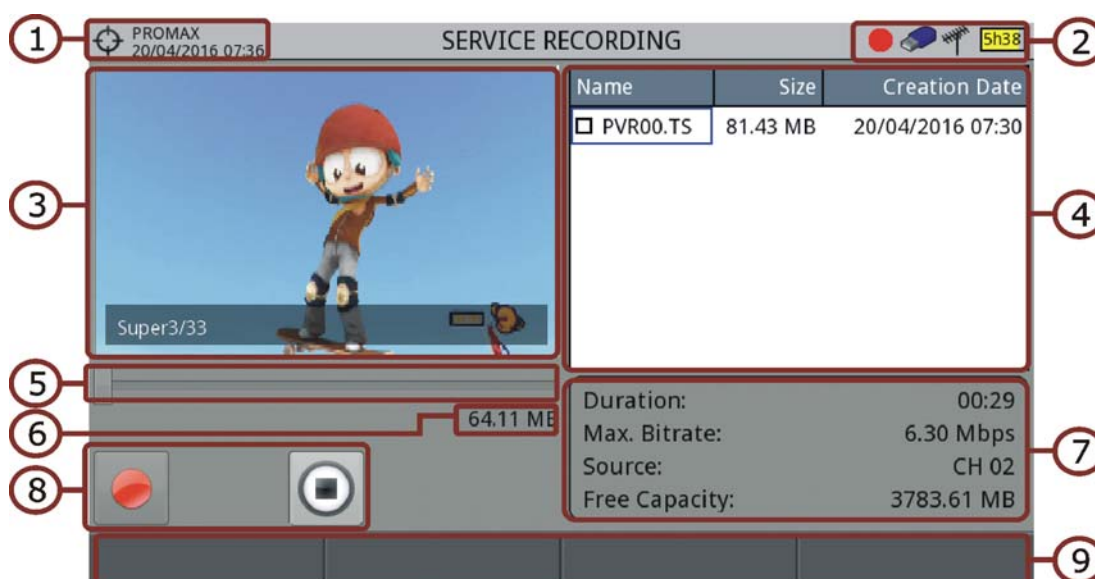 1
PROMAX
20/04/2016 07:36
SERVICE RECORDING
5h38
2
Name Size Creation Date
PVR00.TS 81.43 MB 20/04/2016 07:30
3
4
Super3/33
5
6
64.11 MB
Duration: 00:29
Max. Bitrate: 6.30 Mbps
Source: CH 02
Free Capacity: 3783.61 MB
7
8
9